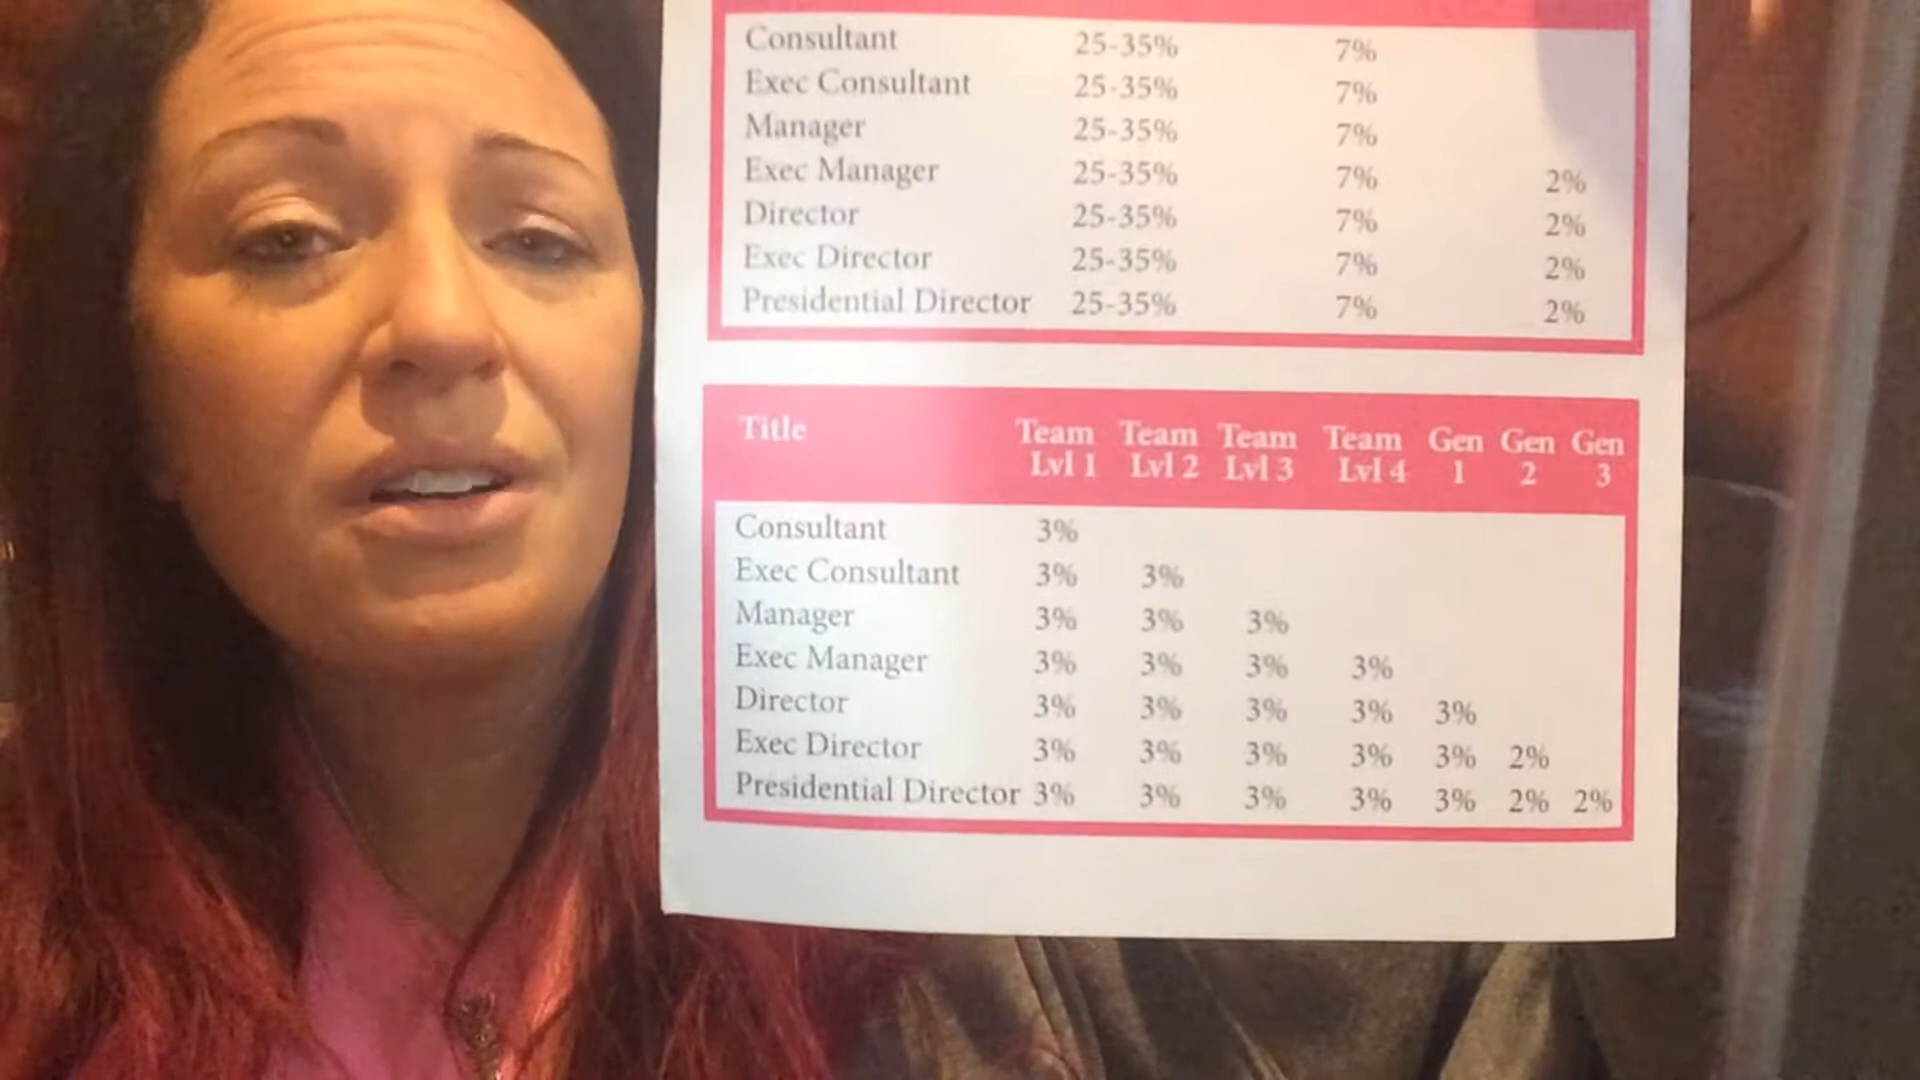 Consultant 25-35% 7%
Exec Consultant 25-35% 7%
Manager 25-35% 7%
Exec Manager 25-35% 7% 2%
Director 25-35% 7% 2%
Exec Director 25-35% 7% 2%
Presidential Director 25-35% 7% 2%
Title Team Lvl 1 Team Lvl 2 Team Lvl 3 Team Lvl 4 Gen 1 Gen 2 Gen 3
Consultant 3%
Exec Consultant 3% 3%
Manager 3% 3% 3%
Exec Manager 3% 3% 3% 3%
Director 3% 3% 3% 3% 3%
Exec Director 3% 3% 3% 3% 3% 2%
Presidential Director 3% 3% 3% 3% 3% 2% 2%